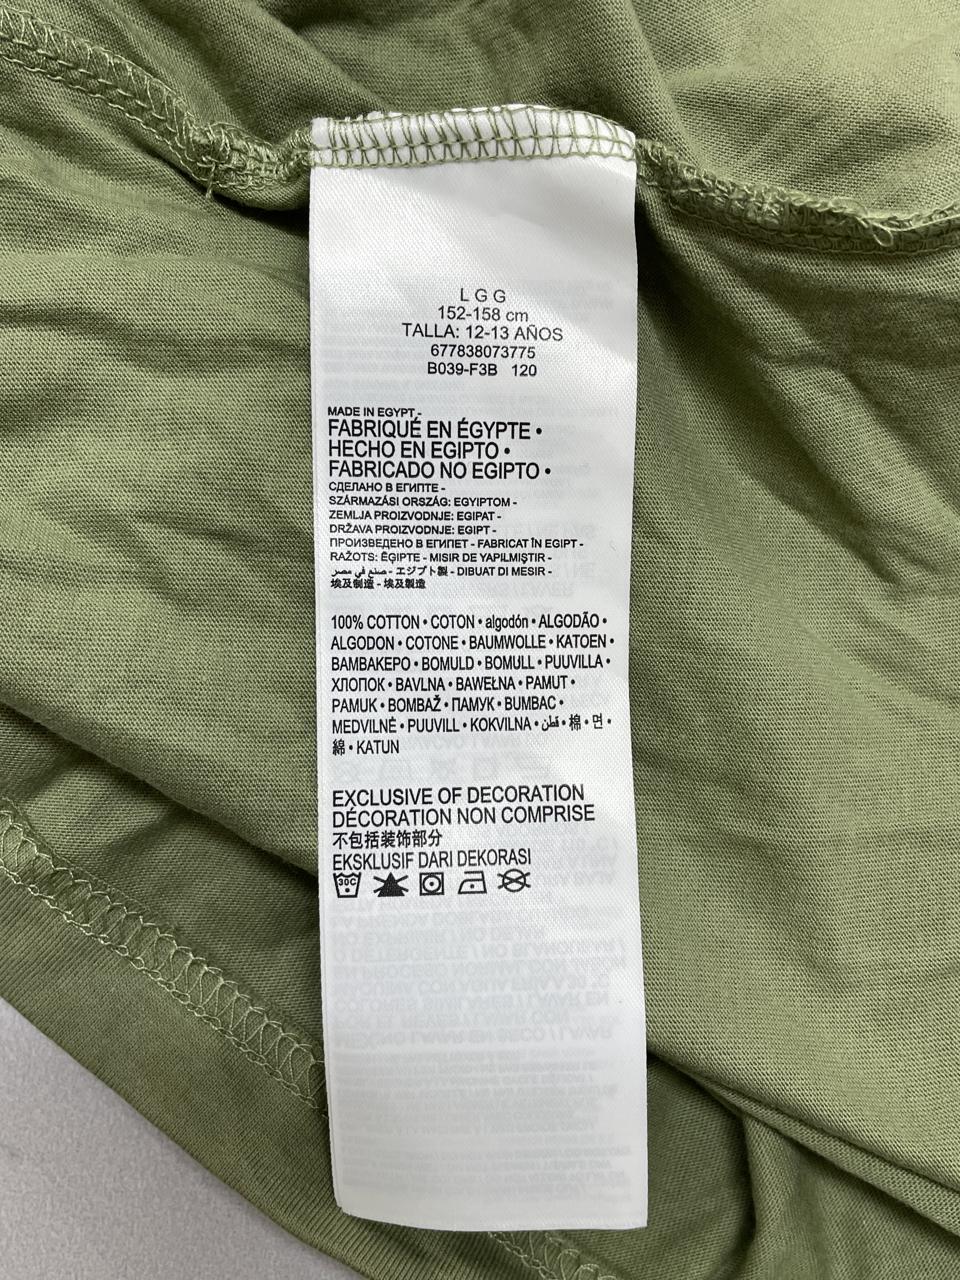 L G G
152-158 cm
TALLA: 12-13 AÑOS
677838073775
B039-F3B 120
MADE IN EGYPT -
FABRIQUÉ EN ÉGYPTE •
HECHO EN EGIPTO •
FABRICADO NO EGIPTO •
СДЕЛАНО В ЕГИПТЕ -
SZÁRMAZÁSI ORSZÁG: EGYIPTOM -
ZEMLJA PROIZVODNJE: EGIPAT -
DRŽAVA PROIZVODNJE: EGIPT -
ПРОИЗВЕДЕНО В ЕГИПЕТ - FABRICAT ÎN EGIPT -
RAŽOTS: ĒĢIPTE - MISIR DE YAPILMIŞTIR -
صنع في مصر - エジプト製 - DIBUAT DI MESIR -
埃及制造 - 埃及製造
100% COTTON • COTON • algodón • ALGODÃO •
ALGODON • COTONE • BAUMWOLLE • KATOEN •
ΒΑΜΒΑΚΕΡΟ • BOMULD • BOMULL • PUUVILLA •
ХЛОПОК • BAVLNA • BAWEŁNA • PAMUT •
PAMUK • BOMBAŽ • ПАМУК • BUMBAC •
MEDVILNĖ • PUUVILL • KOKVILNA • قطن • 棉 • 면 •
綿 • KATUN
EXCLUSIVE OF DECORATION
DÉCORATION NON COMPRISE
不包括装饰部分
EKSKLUSIF DARI DEKORASI
30C